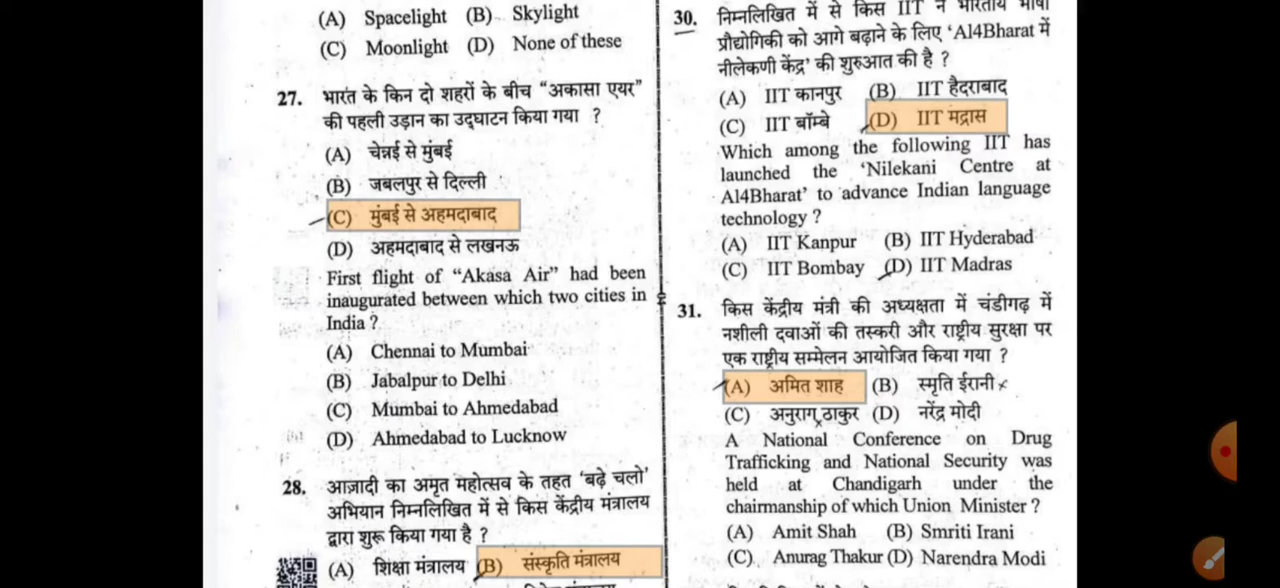 (A) Spacelight (B) Skylight
(C) Moonlight (D) None of these
27. भारत के किन दो शहरों के बीच “अकासा एयर”
की पहली उड़ान का उद्‌घाटन किया गया ?
(A) चेन्नई से मुंबई
(B) जबलपुर से दिल्ली
(C) मुंबई से अहमदाबाद
(D) अहमदाबाद से लखनऊ
First flight of “Akasa Air” had been
inaugurated between which two cities in
India ?
(A) Chennai to Mumbai
(B) Jabalpur to Delhi
(C) Mumbai to Ahmedabad
(D) Ahmedabad to Lucknow
28. आज़ादी का अमृत महोत्सव के तहत ‘बढ़े चलो’
अभियान निम्नलिखित में से किस केंद्रीय मंत्रालय
द्वारा शुरू किया गया है ?
(A) शिक्षा मंत्रालय (B) संस्कृति मंत्रालय
30. निम्नलिखित में से किस IIT ने भारतीय भाषा
प्रौद्योगिकी को आगे बढ़ाने के लिए ‘Al4Bharat में
नीलेकणी केंद्र’ की शुरुआत की है ?
(A) IIT कानपुर (B) IIT हैदराबाद
(C) IIT बॉम्बे (D) IIT मद्रास
Which among the following IIT has
launched the ‘Nilekani Centre at
Al4Bharat’ to advance Indian language
technology ?
(A) IIT Kanpur (B) IIT Hyderabad
(C) IIT Bombay (D) IIT Madras
31. किस केंद्रीय मंत्री की अध्यक्षता में चंडीगढ़ में
नशीली दवाओं की तस्करी और राष्ट्रीय सुरक्षा पर
एक राष्ट्रीय सम्मेलन आयोजित किया गया ?
(A) अमित शाह (B) स्मृति ईरानी
(C) अनुराग ठाकुर (D) नरेंद्र मोदी
A National Conference on Drug
Trafficking and National Security was
held at Chandigarh under the
chairmanship of which Union Minister ?
(A) Amit Shah (B) Smriti Irani
(C) Anurag Thakur (D) Narendra Modi